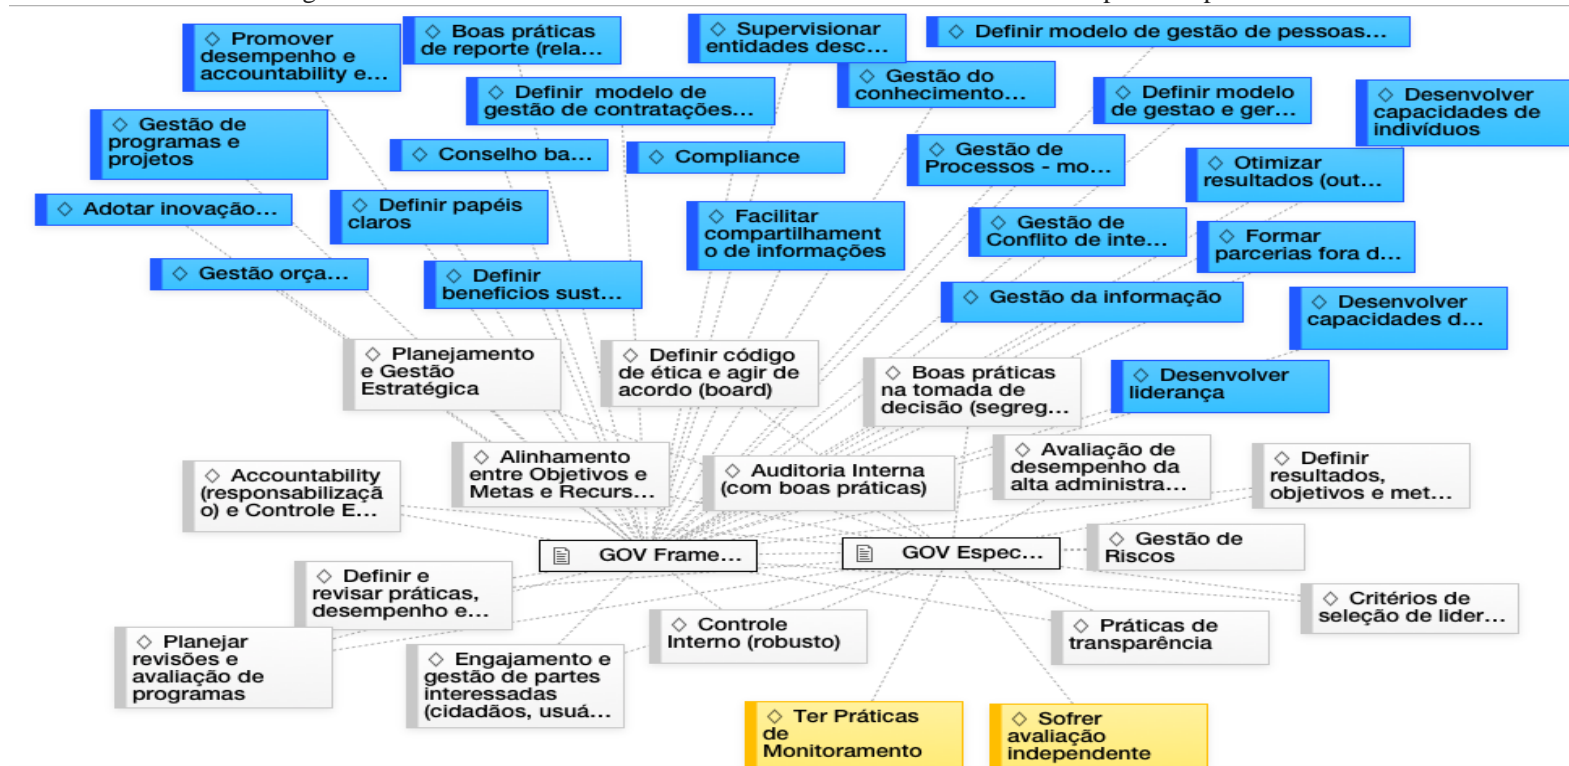 ◇ Promover
desempenho e
accountability e...
◇ Boas práticas
de reporte (rela...
◇ Supervisionar
entidades desc...
◇ Definir modelo de gestão de pessoas...
◇ Gestão do
conhecimento...
◇ Definir modelo de
gestão de contratações...
◇ Definir modelo
de gestao e ger...
◇ Desenvolver
capacidades de
indivíduos
◇ Gestão de
programas e
projetos
◇ Conselho ba...
◇ Compliance
◇ Gestão de
Processos - mo...
◇ Otimizar
resultados (out...
◇ Adotar inovação...
◇ Definir papéis
claros
◇ Facilitar
compartilhament
o de informações
◇ Gestão de
Conflito de inte...
◇ Formar
parcerias fora d...
◇ Gestão orça...
◇ Definir
beneficios sust...
◇ Gestão da informação
◇ Desenvolver
capacidades d...
◇ Planejamento
e Gestão
Estratégica
◇ Definir código
de ética e agir de
acordo (board)
◇ Boas práticas
na tomada de
decisão (segreg...
◇ Desenvolver
liderança
◇ Accountability
(responsabilizaçã
o) e Controle E...
◇ Alinhamento
entre Objetivos e
Metas e Recurs...
◇ Auditoria Interna
(com boas práticas)
◇ Avaliação de
desempenho da
alta administra...
◇ Definir
resultados,
objetivos e met...
GOV Frame...
GOV Espec...
◇ Gestão de
Riscos
◇ Definir e
revisar práticas,
desempenho e...
◇ Critérios de
seleção de lider...
◇ Planejar
revisões e
avaliação de
programas
◇ Engajamento e
gestão de partes
interessadas
(cidadãos, usuá...
◇ Controle
Interno (robusto)
◇ Práticas de
transparência
◇ Ter Práticas
de
Monitoramento
◇ Sofrer
avaliação
independente